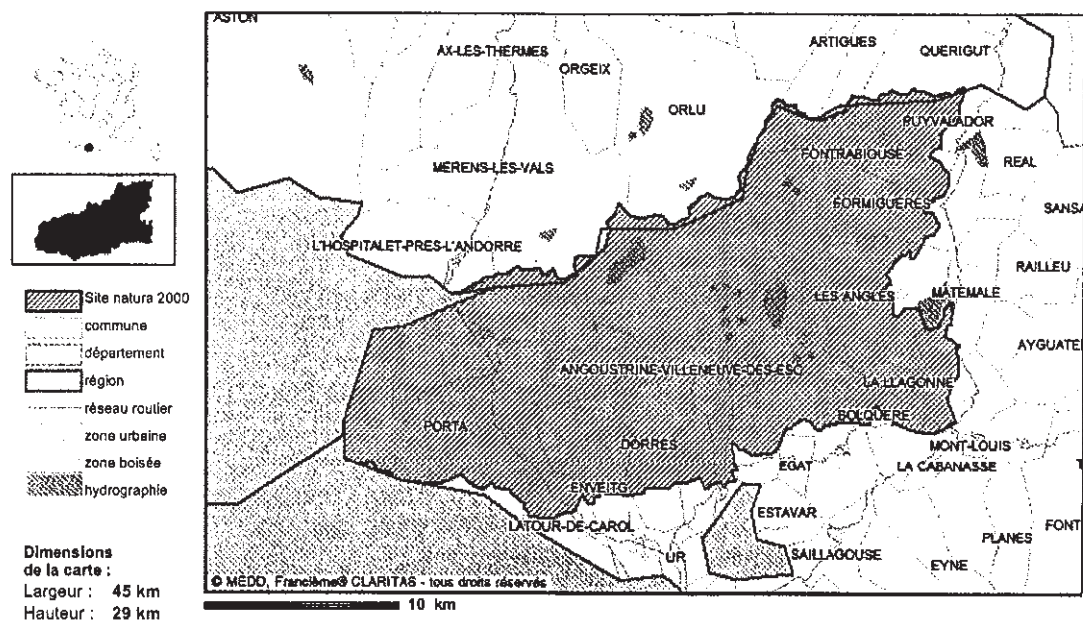 ASTON
AX-LES-THERMES
ORGEIX
ARTIGUES
QUERIGUT
ORLU
PUYVALADOR
FONTRABIOUSE
REAL
MERENS-LES-VALS
FORMIGUERES
SANSA
L'HOSPITALET-PRES-L'ANDORRE
RAILLEU
LES ANGLES
MATEMALE
AYGUATE
ANGOUSTRINE-VILLENEUVE-DES-ESC
LA LLAGONNE
PORTA
BOLQUERE
DORRES
MONT-LOUIS
EGAT
LA CABANASSE
ENVEITG
ESTAVAR
LATOUR-DE-CAROL
FONT
PLANES
UR
SAILLAGOUSE
EYNE
© MEDD, Franclème® CLARITAS - tous droits réservés
10 km
Site natura 2000
commune
département
région
réseau routier
zone urbaine
zone boisée
hydrographie
Dimensions
de la carte :
Largeur : 45 km
Hauteur : 29 km